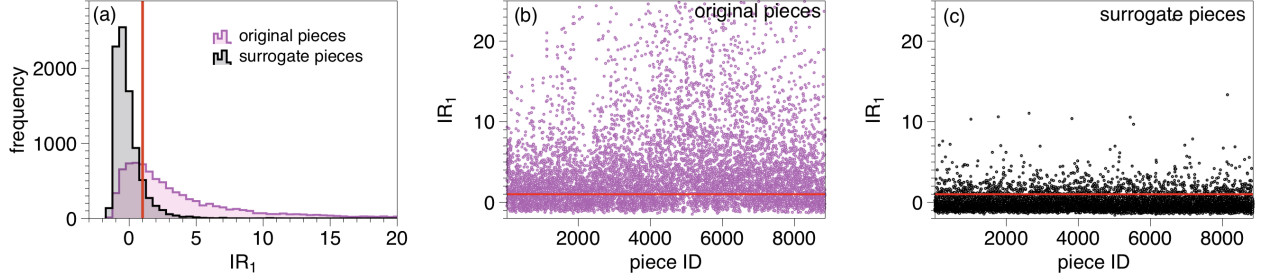 (a)
original pieces
surrogate pieces
frequency
2000
1000
0
0
5
10
15
20
IR₁
(b)
original pieces
IR₁
20
10
0
2000
4000
6000
8000
piece ID
(c)
surrogate pieces
IR₁
20
10
0
2000
4000
6000
8000
piece ID